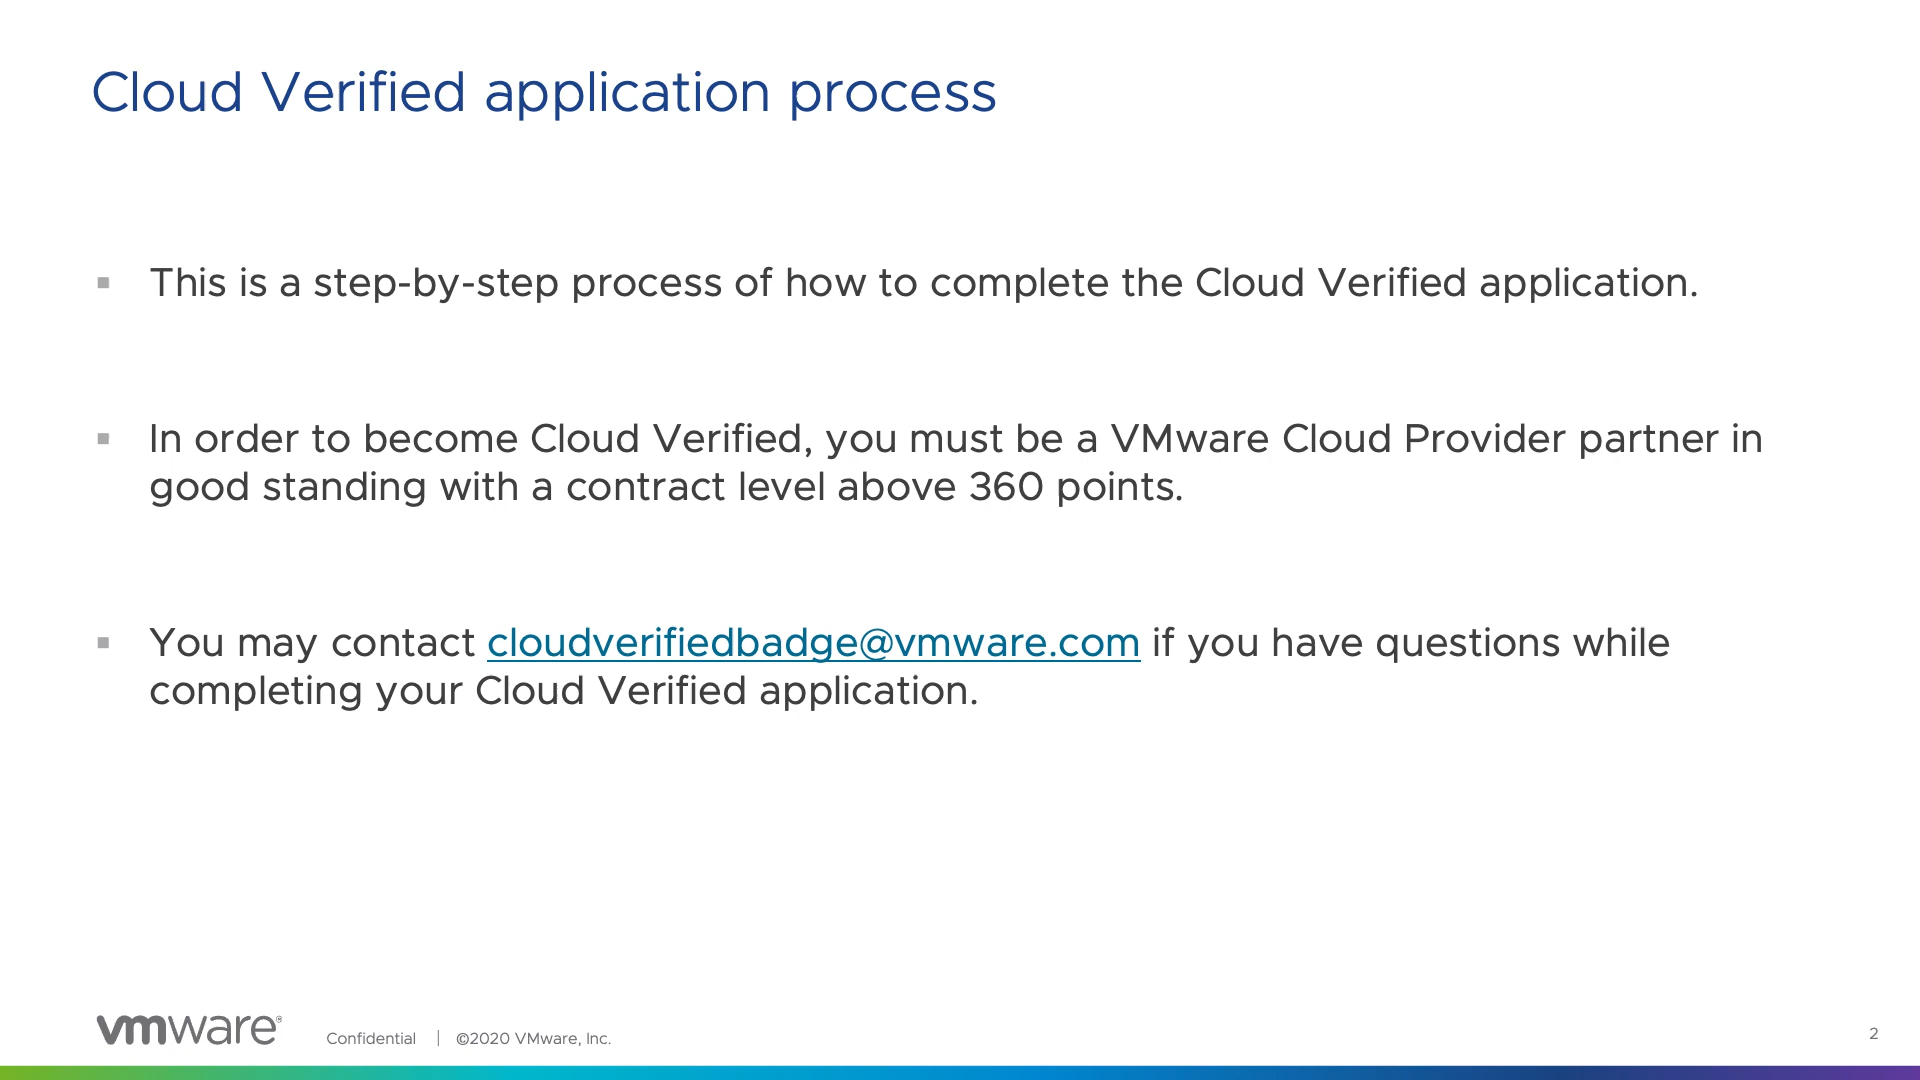 Cloud Verified application process
▪ This is a step-by-step process of how to complete the Cloud Verified application.
▪ In order to become Cloud Verified, you must be a VMware Cloud Provider partner in
good standing with a contract level above 360 points.
▪ You may contact cloudverifiedbadge@vmware.com if you have questions while
completing your Cloud Verified application.
vmware® Confidential | ©2020 VMware, Inc. 2